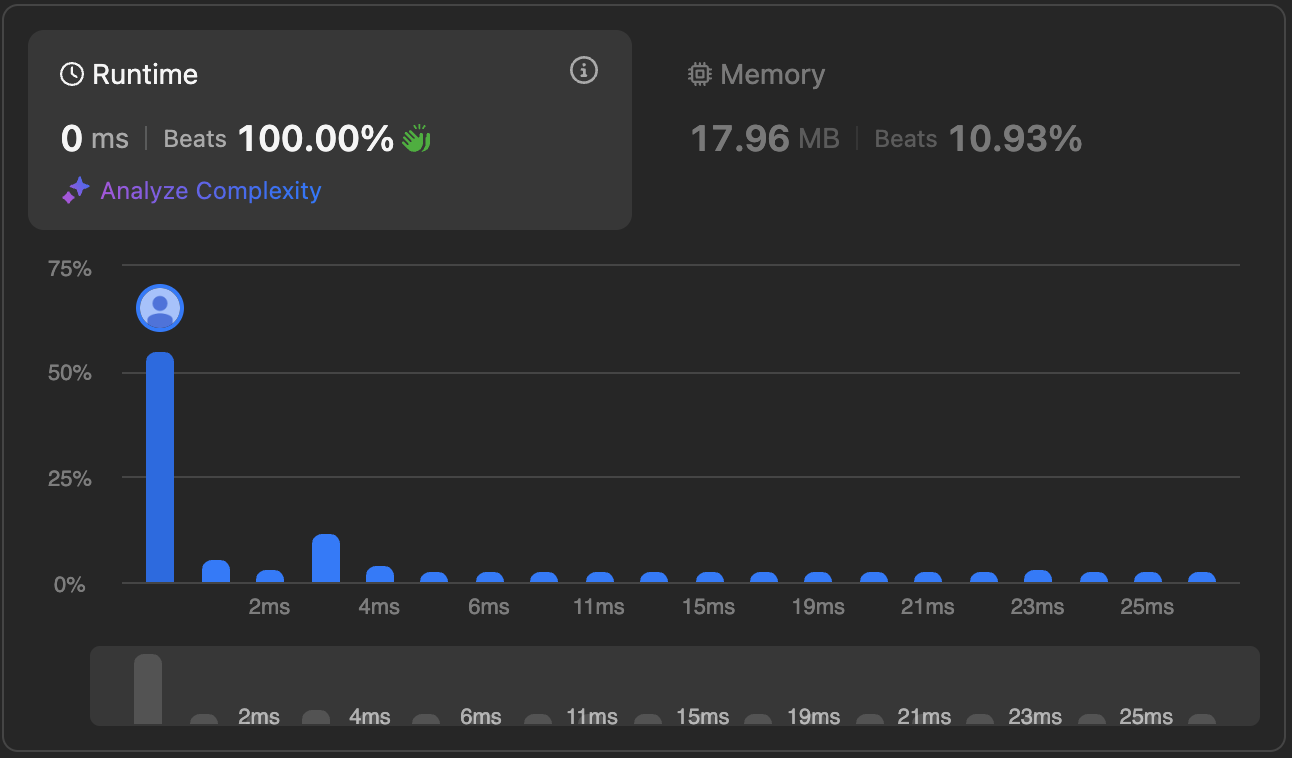 Runtime
0 ms | Beats 100.00%
Analyze Complexity
Memory
17.96 MB | Beats 10.93%
75%
50%
25%
0%
2ms 4ms 6ms 11ms 15ms 19ms 21ms 23ms 25ms
2ms 4ms 6ms 11ms 15ms 19ms 21ms 23ms 25ms